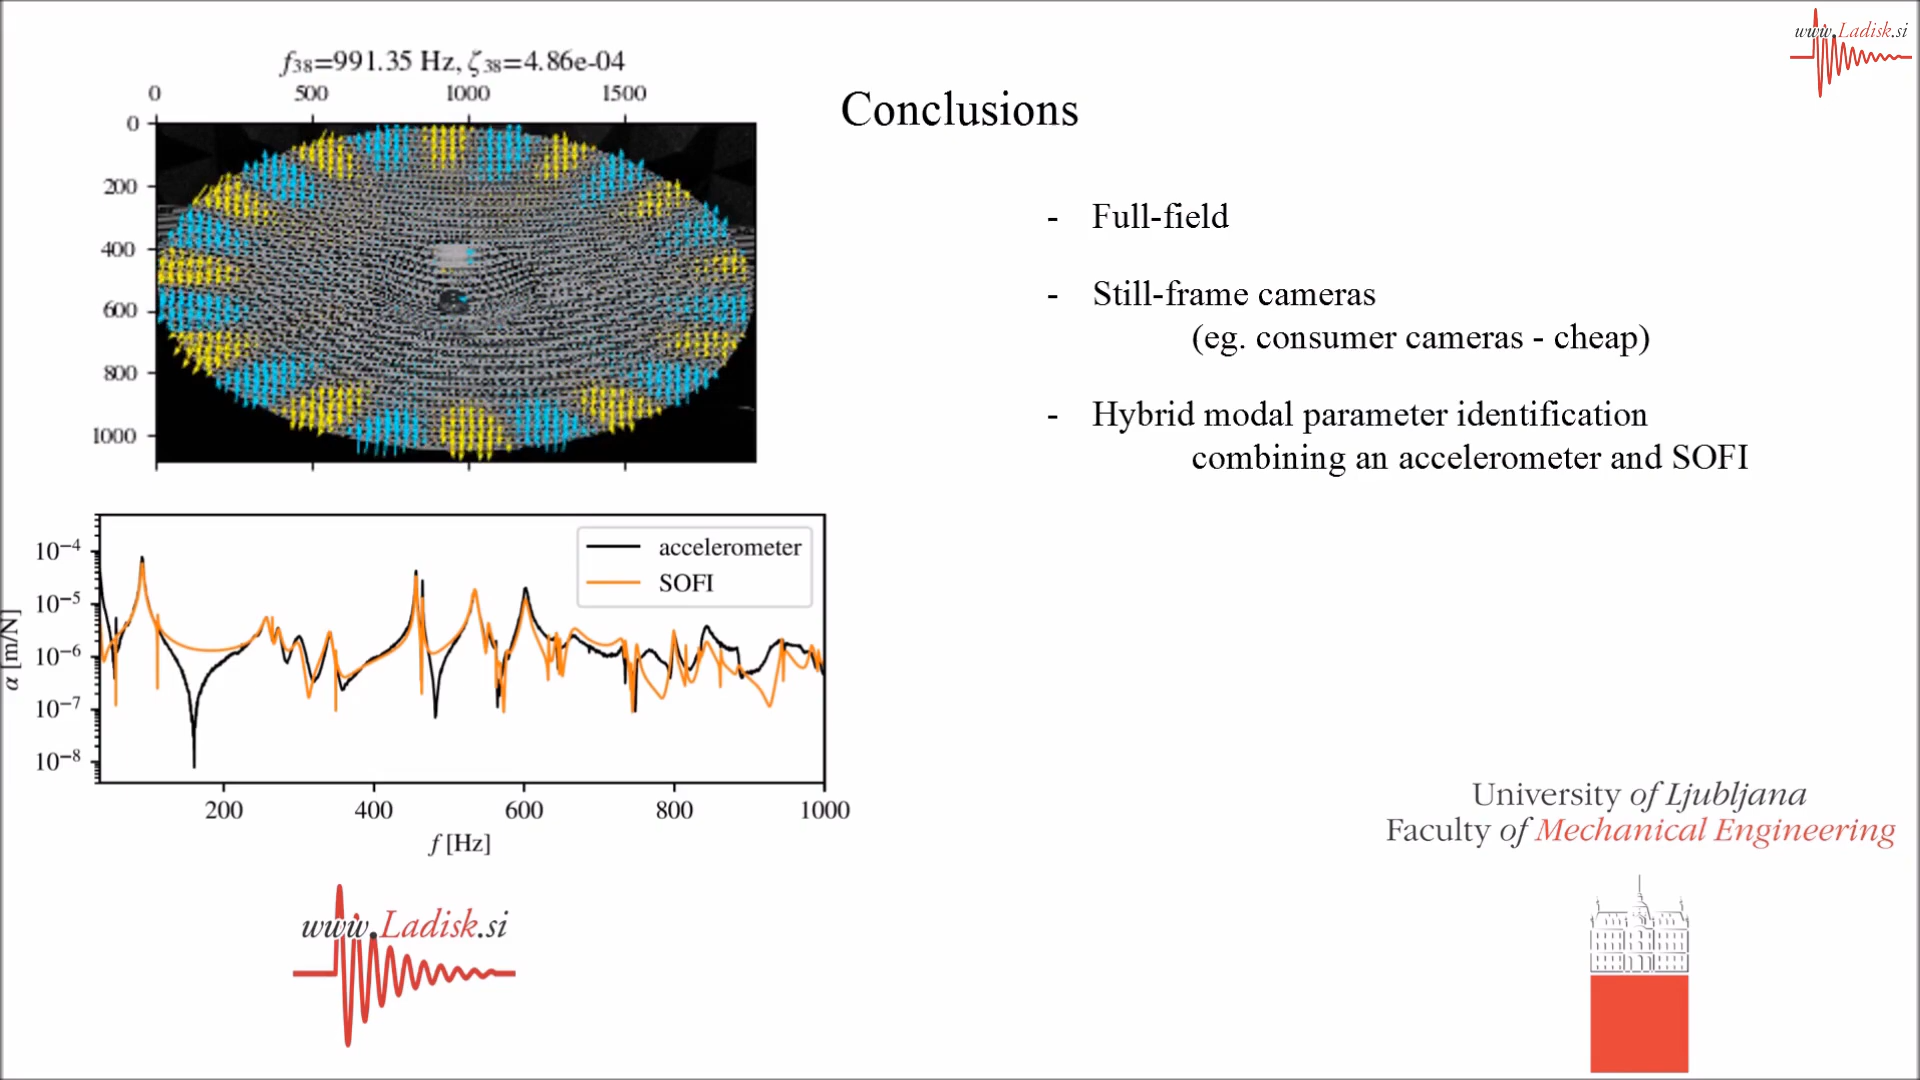 www.Ladisk.si
f₃₈=991.35 Hz, ζ₃₈=4.86e-04
0 500 1000 1500
0
200
400
600
800
1000
Conclusions
- Full-field
- Still-frame cameras
(eg. consumer cameras - cheap)
- Hybrid modal parameter identification
combining an accelerometer and SOFI
accelerometer
SOFI
10⁻⁴
10⁻⁵
10⁻⁶
10⁻⁷
10⁻⁸
α [m/N]
200 400 600 800 1000
f [Hz]
www.Ladisk.si
University of Ljubljana
Faculty of Mechanical Engineering